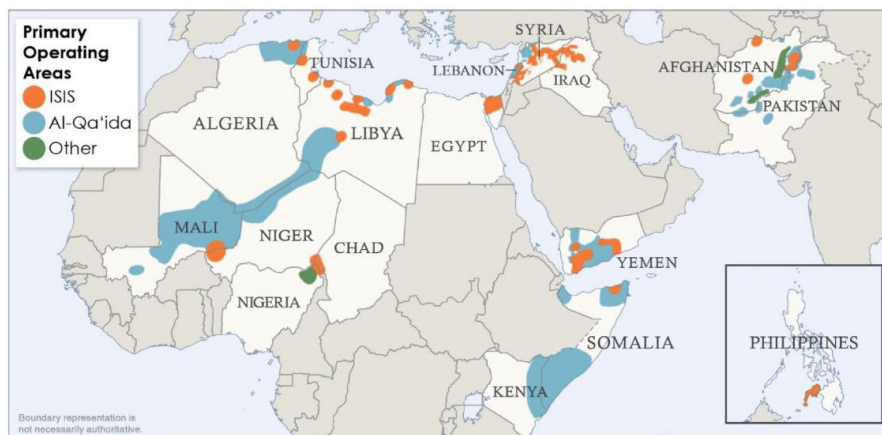 Primary
Operating
Areas
ISIS
Al-Qa'ida
Other
SYRIA
TUNISIA
LEBANON
IRAQ
AFGHANISTAN
PAKISTAN
ALGERIA
LIBYA
EGYPT
MALI
NIGER
CHAD
YEMEN
NIGERIA
SOMALIA
KENYA
PHILIPPINES
Boundary representation is
not necessarily authoritative.